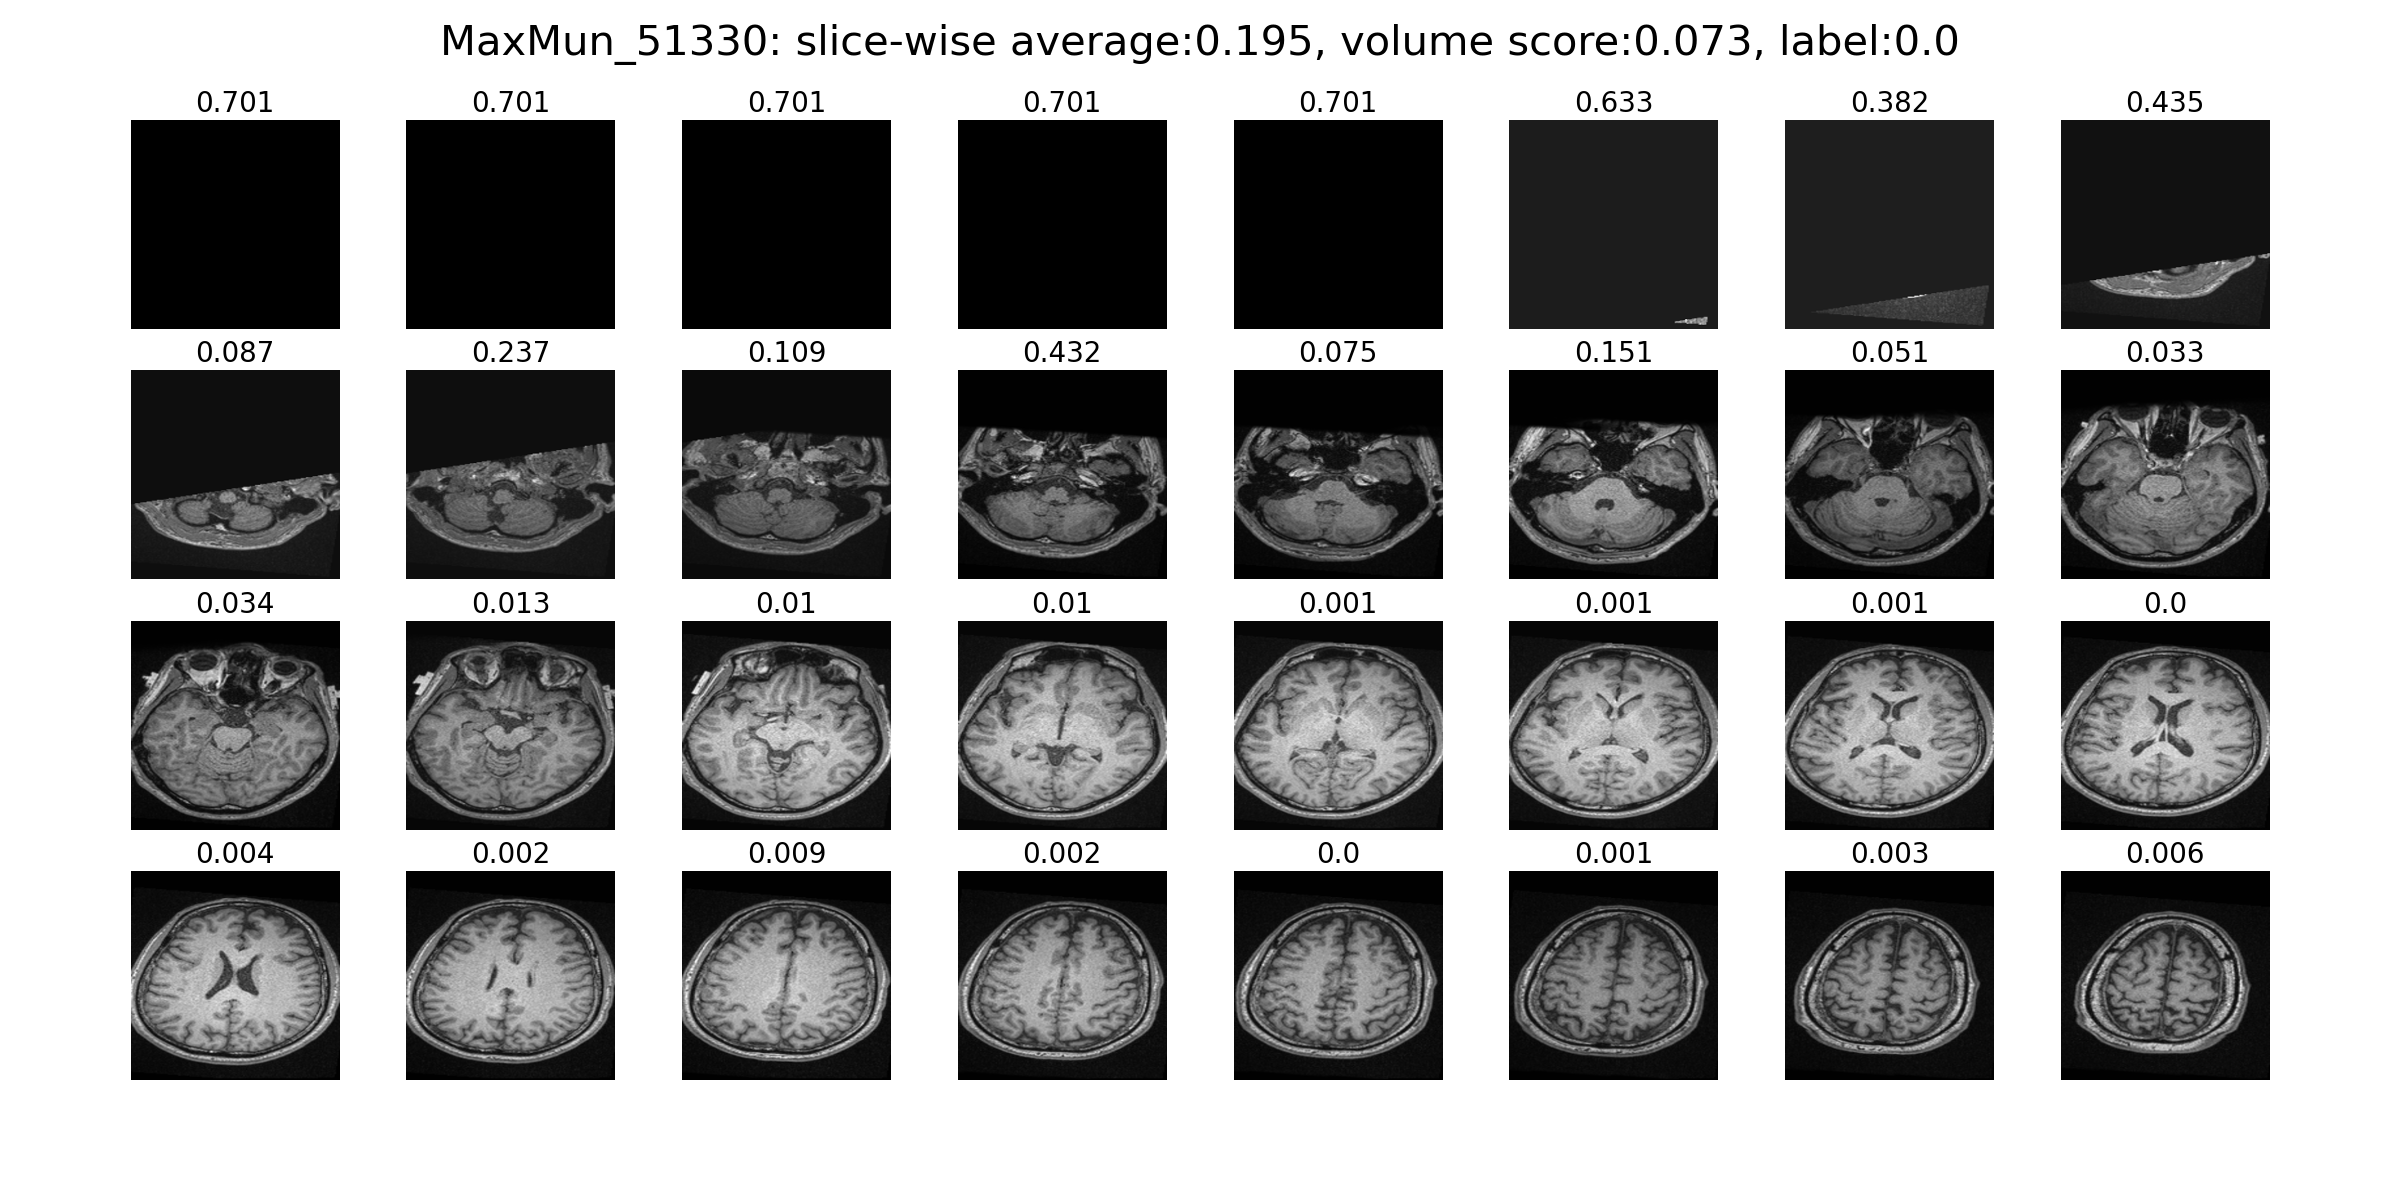 MaxMun_51330: slice-wise average:0.195, volume score:0.073, label:0.0
0.701 0.701 0.701 0.701 0.701 0.633 0.382 0.435
0.087 0.237 0.109 0.432 0.075 0.151 0.051 0.033
0.034 0.013 0.01 0.01 0.001 0.001 0.001 0.0
0.004 0.002 0.009 0.002 0.0 0.001 0.003 0.006